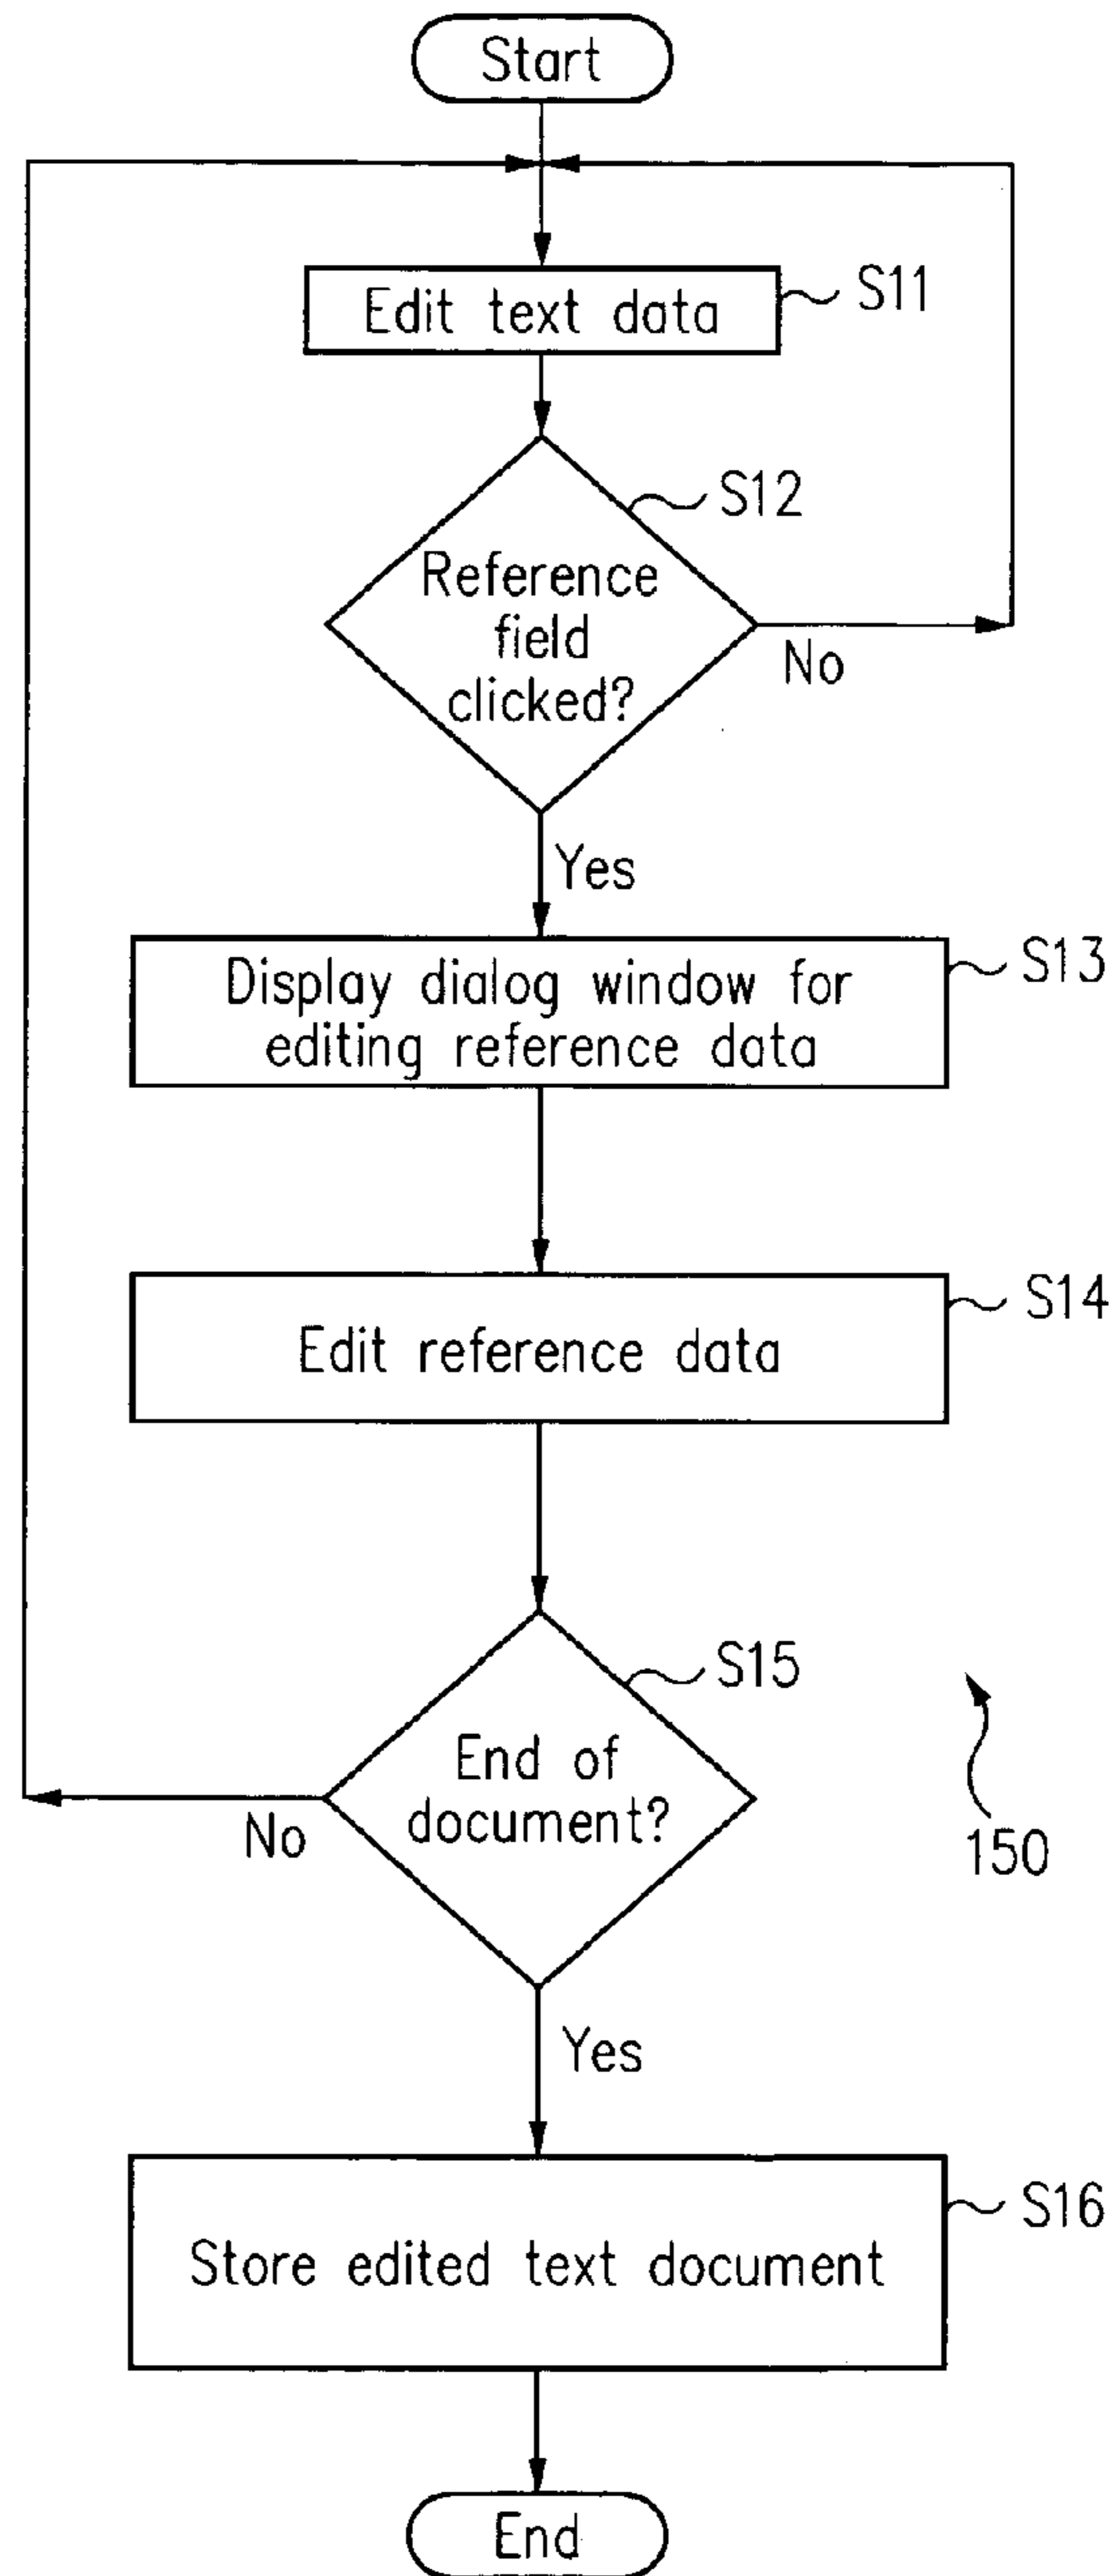 Start
Edit text data
S11
S12
Reference
field
clicked?
No
Yes
Display dialog window for
editing reference data
S13
Edit reference data
S14
S15
End of
document?
No
150
Yes
Store edited text document
S16
End